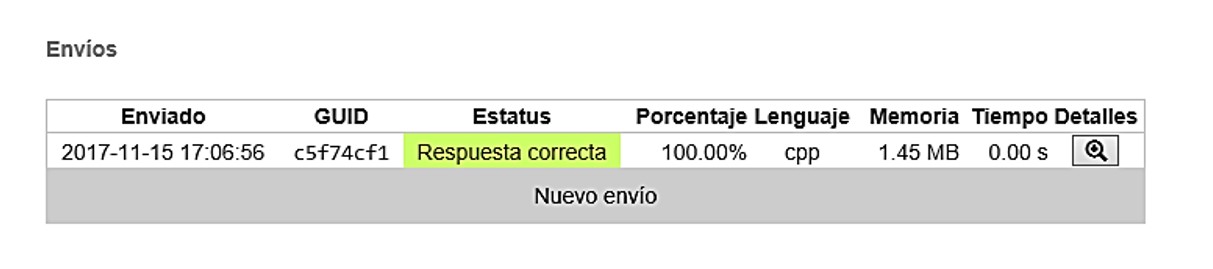 Envíos
Enviado GUID Estatus Porcentaje Lenguaje Memoria Tiempo Detalles
2017-11-15 17:06:56 c5f74cf1 Respuesta correcta 100.00% cpp 1.45 MB 0.00 s
Nuevo envío